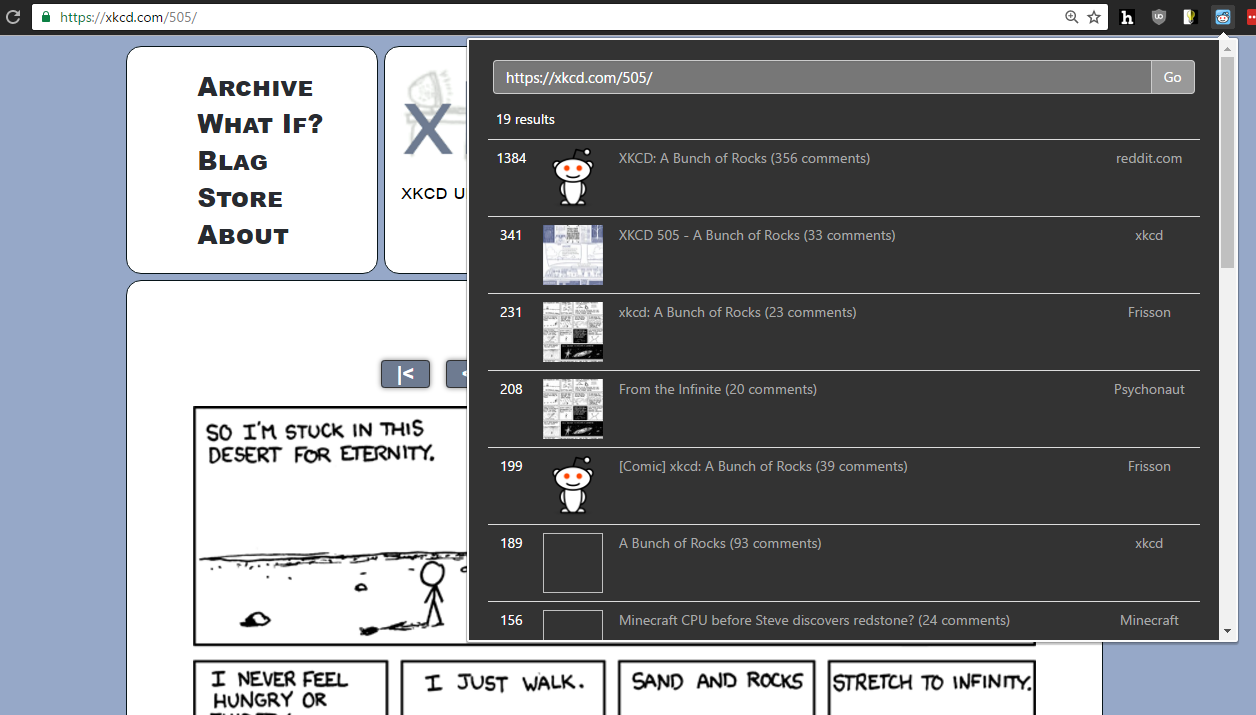 https://xkcd.com/505/
Archive
What If?
Blag
Store
About
X
XKCD U
|<
<
SO I'M STUCK IN THIS
DESERT FOR ETERNITY.
I NEVER FEEL
HUNGRY OR
I JUST WALK.
SAND AND ROCKS
STRETCH TO INFINITY.
https://xkcd.com/505/
Go
19 results
1384 XKCD: A Bunch of Rocks (356 comments) reddit.com
341 XKCD 505 - A Bunch of Rocks (33 comments) xkcd
231 xkcd: A Bunch of Rocks (23 comments) Frisson
208 From the Infinite (20 comments) Psychonaut
199 [Comic] xkcd: A Bunch of Rocks (39 comments) Frisson
189 A Bunch of Rocks (93 comments) xkcd
156 Minecraft CPU before Steve discovers redstone? (24 comments) Minecraft